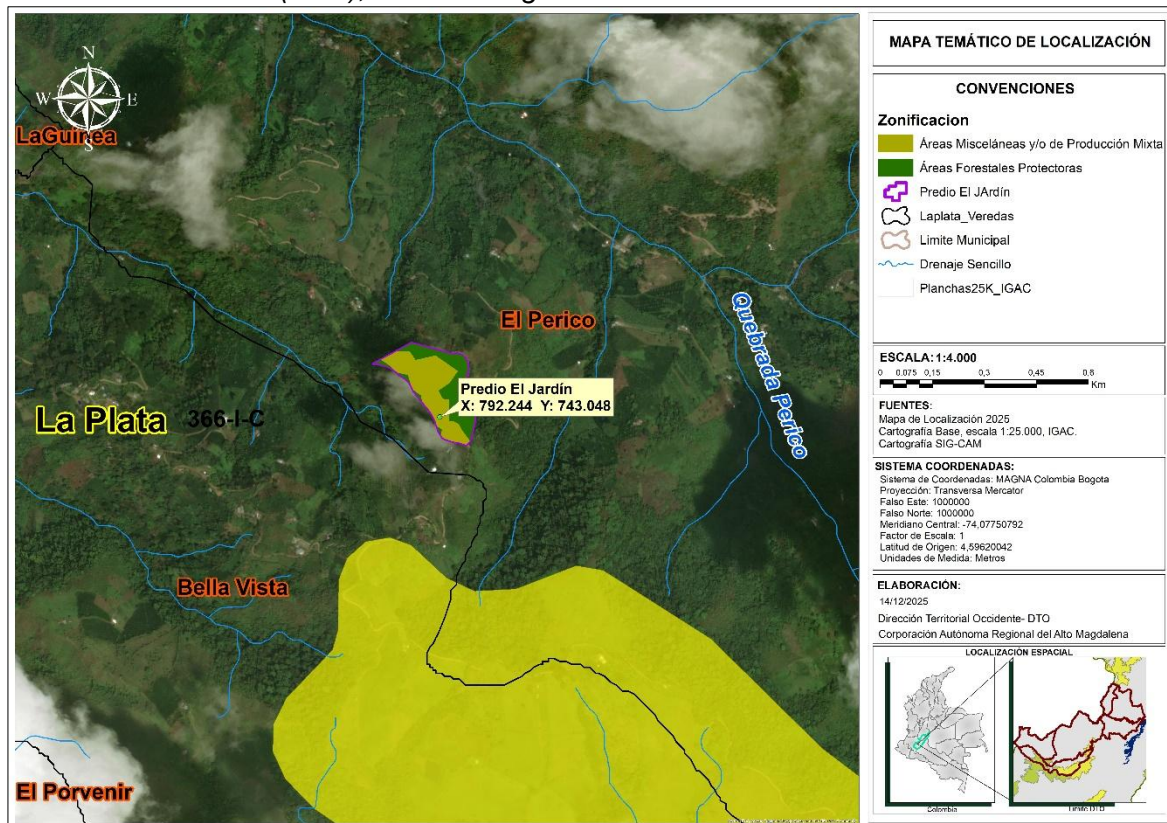 N
W E
S
LaGuinea
El Perico
Quebrada Perico
Predio El Jardín
X: 792.244 Y: 743.048
La Plata 366-I-C
Bella Vista
El Porvenir
MAPA TEMÁTICO DE LOCALIZACIÓN
CONVENCIONES
Zonificacion
Áreas Misceláneas y/o de Producción Mixta
Áreas Forestales Protectoras
Predio El JArdín
Laplata_Veredas
Limite Municipal
Drenaje Sencillo
Planchas25K_IGAC
ESCALA: 1:4.000
0 0,075 0,15 0,3 0,45 0,6
Km
FUENTES:
Mapa de Localización 2025
Cartografía Base, escala 1:25.000, IGAC.
Cartografía SIG-CAM
SISTEMA COORDENADAS:
Sistema de Coordenadas: MAGNA Colombia Bogota
Proyección: Transversa Mercator
Falso Este: 1000000
Falso Norte: 1000000
Meridiano Central: -74,07750792
Factor de Escala: 1
Latitud de Origen: 4,59620042
Unidades de Medida: Metros
ELABORACIÓN:
14/12/2025
Dirección Territorial Occidente- DTO
Corporación Autónoma Regional del Alto Magdalena
LOCALIZACIÓN ESPACIAL
Colombia Limite DTO